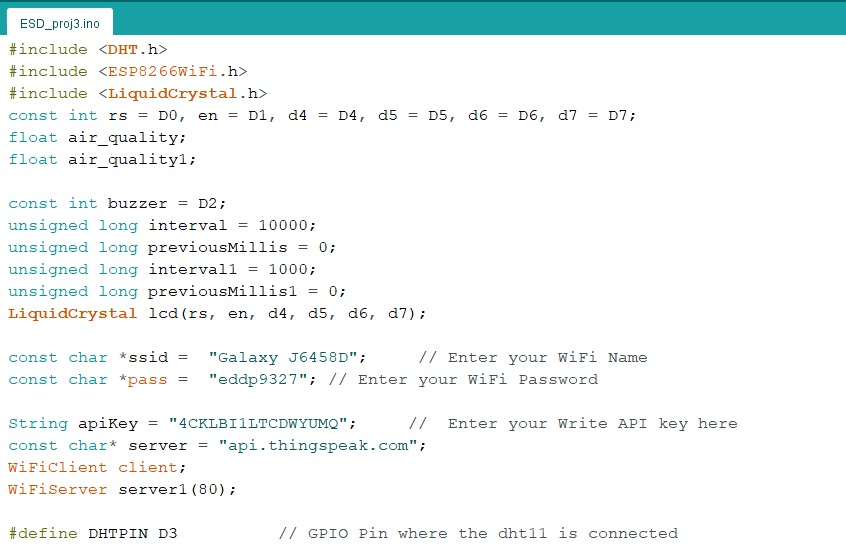 ESD_proj3.ino
#include <DHT.h>
#include <ESP8266WiFi.h>
#include <LiquidCrystal.h>
const int rs = D0, en = D1, d4 = D4, d5 = D5, d6 = D6, d7 = D7;
float air_quality;
float air_quality1;
const int buzzer = D2;
unsigned long interval = 10000;
unsigned long previousMillis = 0;
unsigned long interval1 = 1000;
unsigned long previousMillis1 = 0;
LiquidCrystal lcd(rs, en, d4, d5, d6, d7);
const char *ssid =  "Galaxy J6458D";     // Enter your WiFi Name
const char *pass =  "eddp9327"; // Enter your WiFi Password
String apiKey = "4CKLBI1LTCDWYUMQ";     //  Enter your Write API key here
const char* server = "api.thingspeak.com";
WiFiClient client;
WiFiServer server1(80);
#define DHTPIN D3          // GPIO Pin where the dht11 is connected